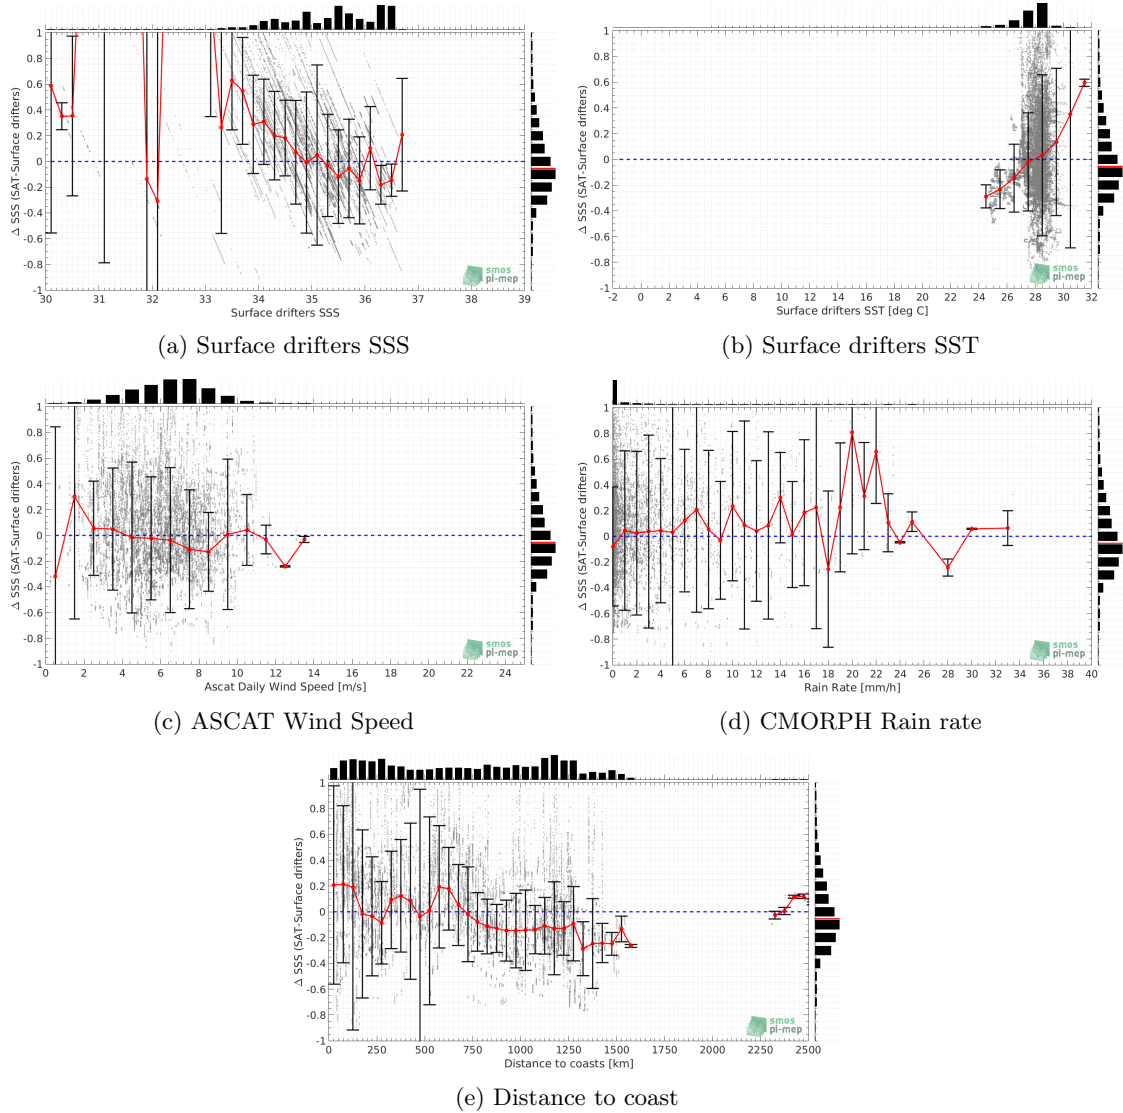 1
0.8
0.6
0.4
0.2
0
-0.2
-0.4
-0.6
-0.8
-1
Δ SSS (SAT-Surface drifters)
30 31 32 33 34 35 36 37 38 39
Surface drifters SSS
smos
pi-mep
(a) Surface drifters SSS
1
0.8
0.6
0.4
0.2
0
-0.2
-0.4
-0.6
-0.8
-1
Δ SSS (SAT-Surface drifters)
-2 0 2 4 6 8 10 12 14 16 18 20 22 24 26 28 30 32
Surface drifters SST [deg C]
smos
pi-mep
(b) Surface drifters SST
1
0.8
0.6
0.4
0.2
0
-0.2
-0.4
-0.6
-0.8
-1
Δ SSS (SAT-Surface drifters)
0 2 4 6 8 10 12 14 16 18 20 22 24
Ascat Daily Wind Speed [m/s]
smos
pi-mep
(c) ASCAT Wind Speed
1
0.8
0.6
0.4
0.2
0
-0.2
-0.4
-0.6
-0.8
-1
Δ SSS (SAT-Surface drifters)
0 2 4 6 8 10 12 14 16 18 20 22 24 26 28 30 32 34 36 38 40
Rain Rate [mm/h]
smos
pi-mep
(d) CMORPH Rain rate
1
0.8
0.6
0.4
0.2
0
-0.2
-0.4
-0.6
-0.8
-1
Δ SSS (SAT-Surface drifters)
0 250 500 750 1000 1250 1500 1750 2000 2250 2500
Distance to coasts [km]
smos
pi-mep
(e) Distance to coast